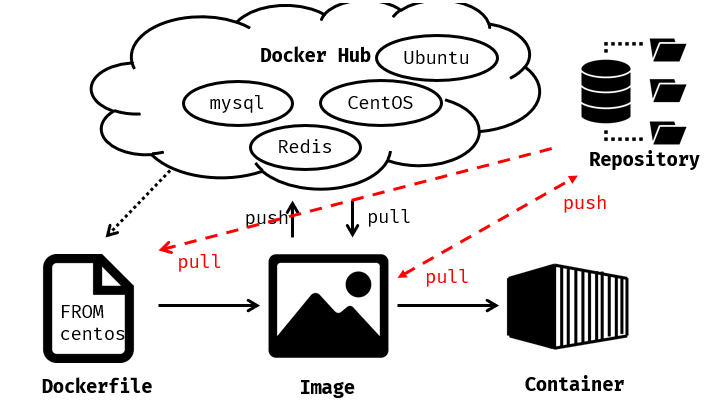 Docker Hub
Ubuntu
mysql
CentOS
Redis
Repository
push
pull
push
pull
pull
FROM
centos
Dockerfile
Image
Container